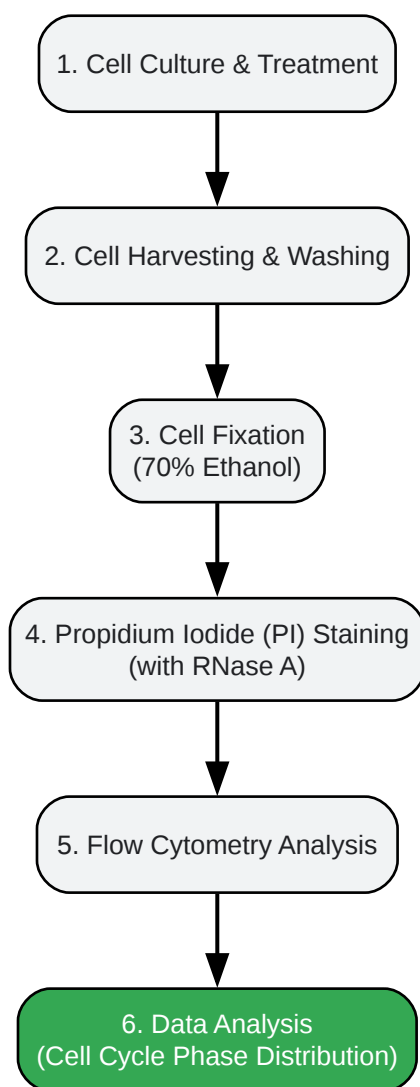 1. Cell Culture & Treatment
2. Cell Harvesting & Washing
3. Cell Fixation
(70% Ethanol)
4. Propidium Iodide (PI) Staining
(with RNase A)
5. Flow Cytometry Analysis
6. Data Analysis
(Cell Cycle Phase Distribution)